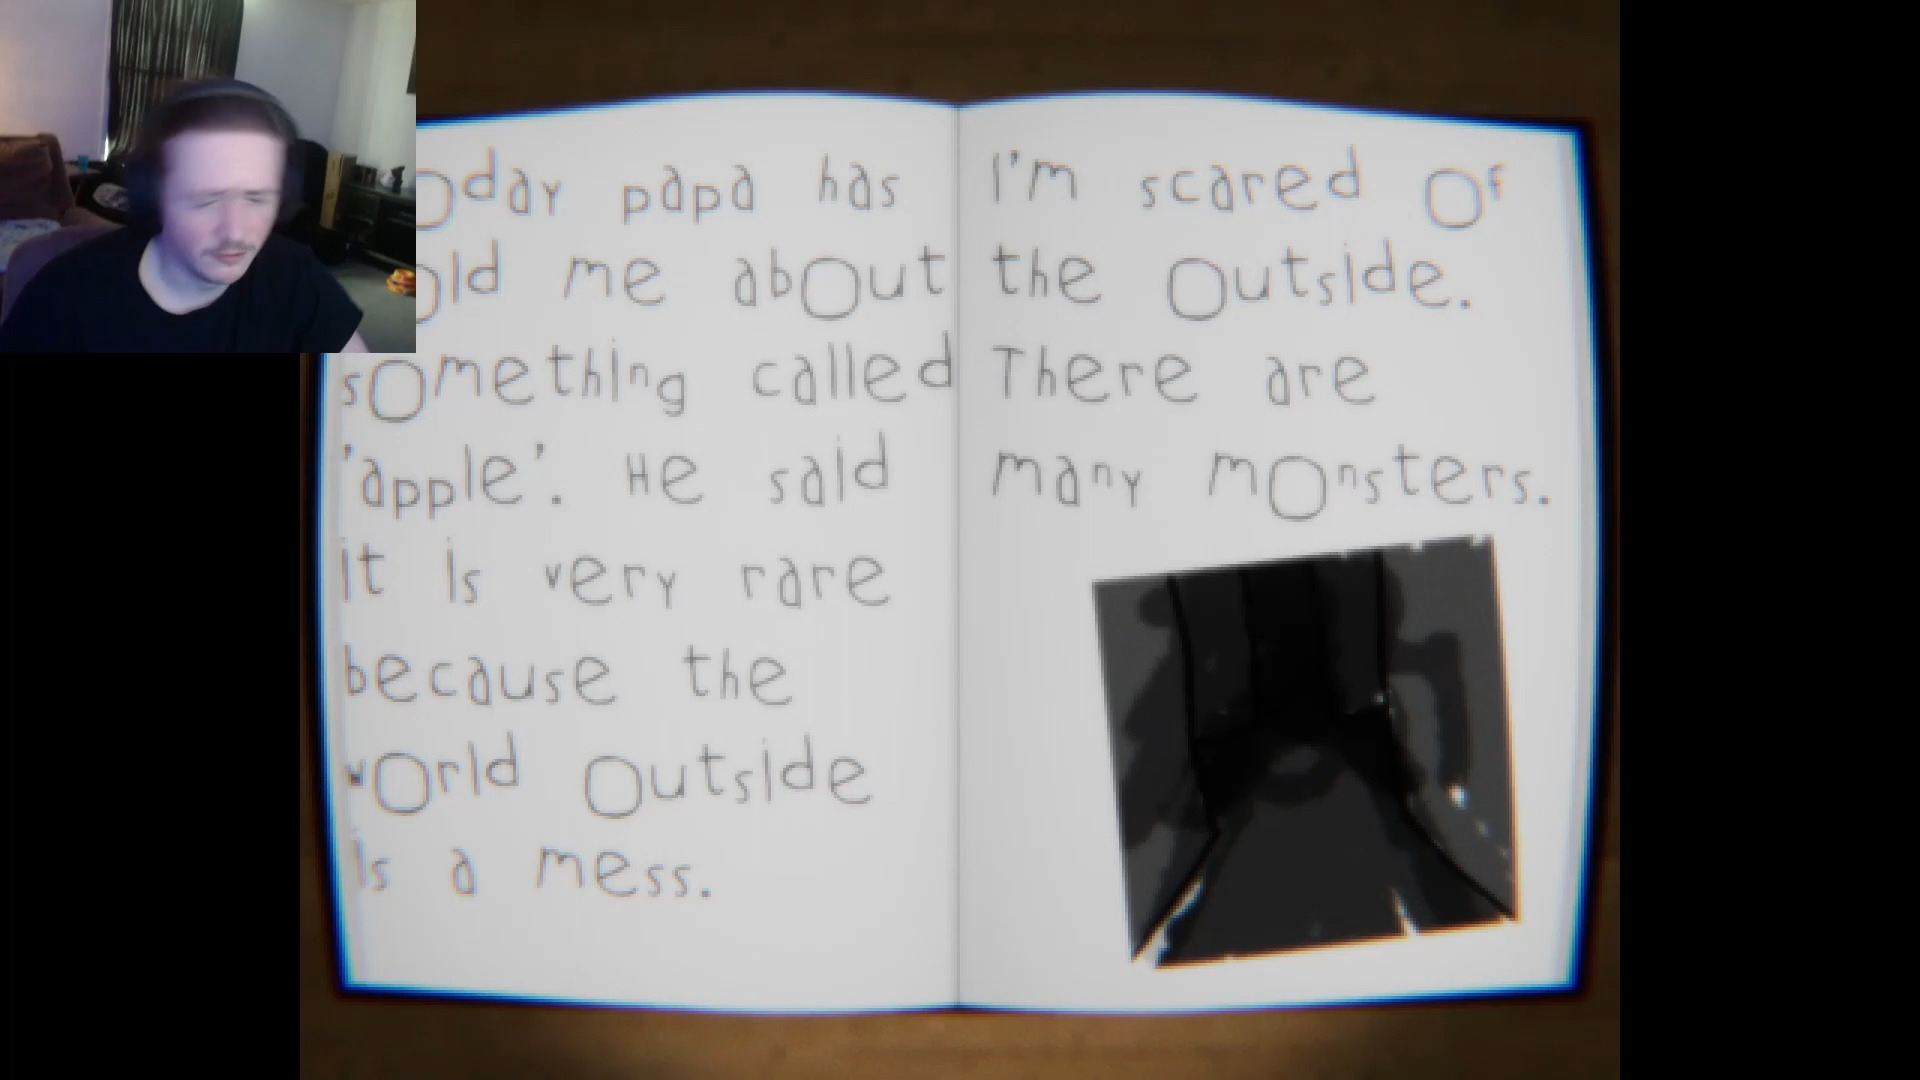 oday papa has
old me about
something called
'apple'. He said
it is very rare
because the
world outside
is a mess.
I'm scared of
the outside.
There are
many monsters.